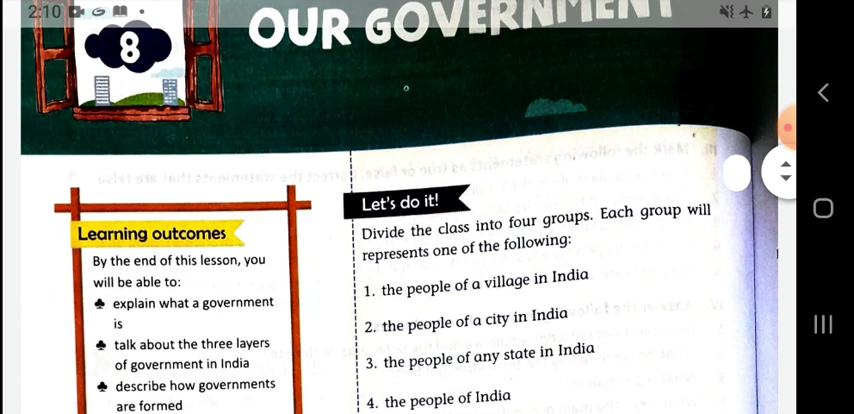 2:10
8
OUR GOVERNMENT
Learning outcomes
By the end of this lesson, you
will be able to:
explain what a government
is
talk about the three layers
of government in India
describe how governments
are formed
Let's do it!
Divide the class into four groups. Each group will
represents one of the following:
1. the people of a village in India
2. the people of a city in India
3. the people of any state in India
4. the people of India